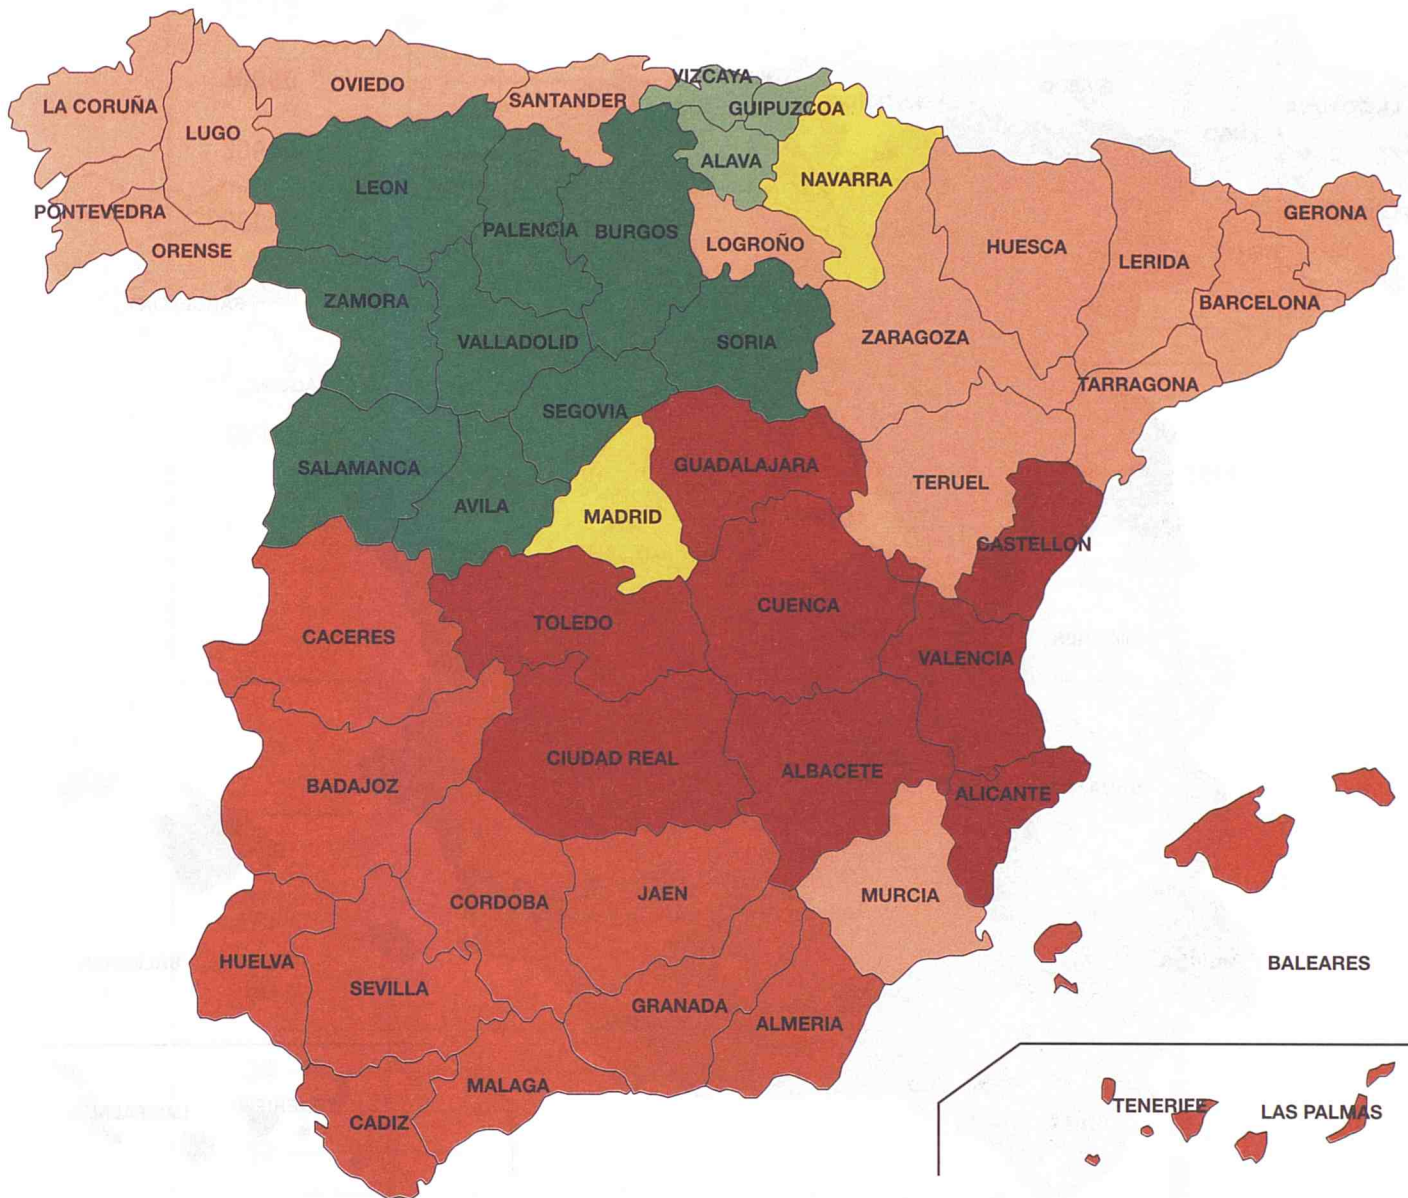 VIZCAYA
OVIEDO
SANTANDER
LA CORUÑA
GUIPUZCOA
LUGO
ALAVA
LEON
NAVARRA
PONTEVEDRA
GERONA
PALENCIA
BURGOS
LOGROÑO
HUESCA
ORENSE
LERIDA
ZAMORA
BARCELONA
VALLADOLID
SORIA
ZARAGOZA
TARRAGONA
SEGOVIA
SALAMANCA
GUADALAJARA
TERUEL
AVILA
MADRID
CASTELLON
CUENCA
TOLEDO
CACERES
VALENCIA
CIUDAD REAL
ALBACETE
BADAJOZ
ALICANTE
JAEN
MURCIA
CORDOBA
HUELVA
BALEARES
SEVILLA
GRANADA
ALMERIA
MALAGA
TENERIFE
LAS PALMAS
CADIZ